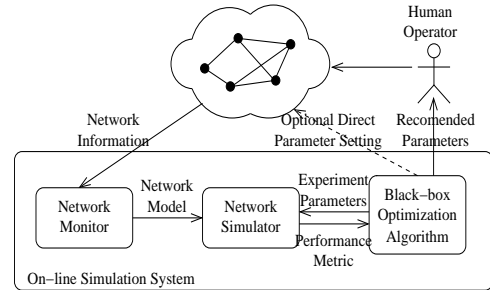 Human
Operator
Network
Information
Optional Direct
Parameter Setting
Recomended
Parameters
Network
Monitor
Network
Model
Network
Simulator
Experiment
Parameters
Performance
Metric
Black-box
Optimization
Algorithm
On-line Simulation System